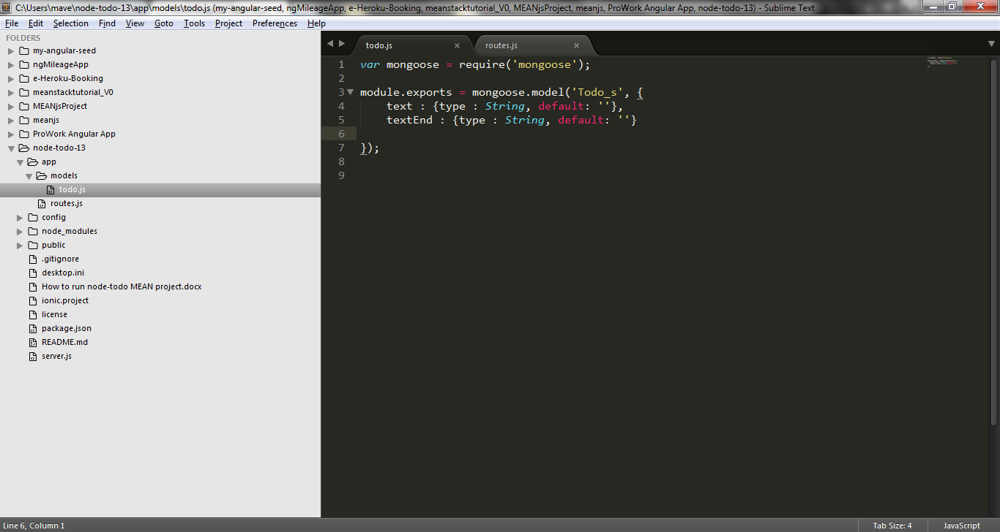 C:\Users\mave\node-todo-13\app\models\todo.js (my-angular-seed, ngMileageApp, e-Heroku-Booking, meanstacktutorial_V0, MEANjsProject, meanjs, ProWork Angular App, node-todo-13) - Sublime Text
File Edit Selection Find View Goto Tools Project Preferences Help
FOLDERS
my-angular-seed
ngMileageApp
e-Heroku-Booking
meanstacktutorial_V0
MEANjsProject
meanjs
ProWork Angular App
node-todo-13
app
models
todo.js
routes.js
config
node_modules
public
.gitignore
desktop.ini
How to run node-todo MEAN project.docx
ionic.project
license
package.json
README.md
server.js
todo.js × routes.js ×
1 var mongoose = require('mongoose');
2
3 module.exports = mongoose.model('Todo_s', {
4     text : {type : String, default: ''},
5     textEnd : {type : String, default: ''}
6
7 });
8
9
Line 6, Column 1 Tab Size: 4 JavaScript